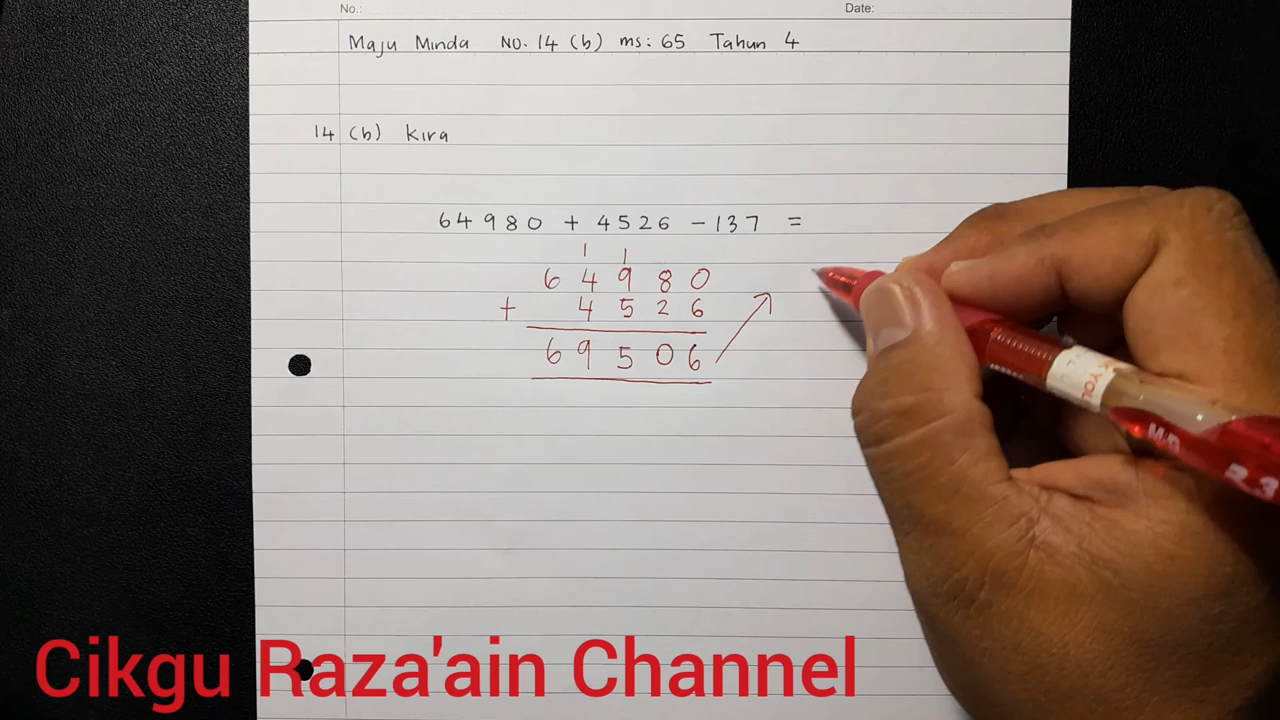 No.: Date:
Maju Minda No. 14 (b) ms: 65 Tahun 4
14 (b) Kira
64980 + 4526 - 137 =
1 1
6 4 9 8 0
+ 4 5 2 6
6 9 5 0 6
Cikgu Raza'ain Channel